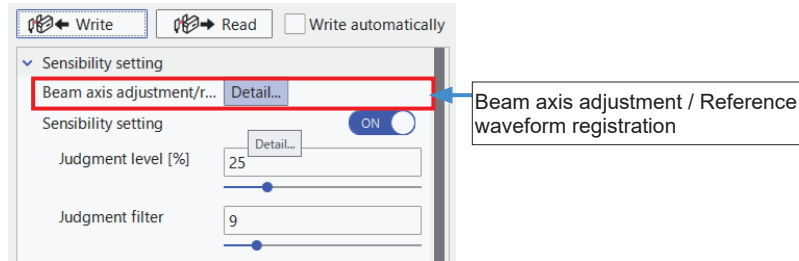 Write
Read
Write automatically
Sensibility setting
Beam axis adjustment/r... Detail...
Beam axis adjustment / Reference
waveform registration
Sensibility setting ON
Detail...
Judgment level [%] 25
Judgment filter 9